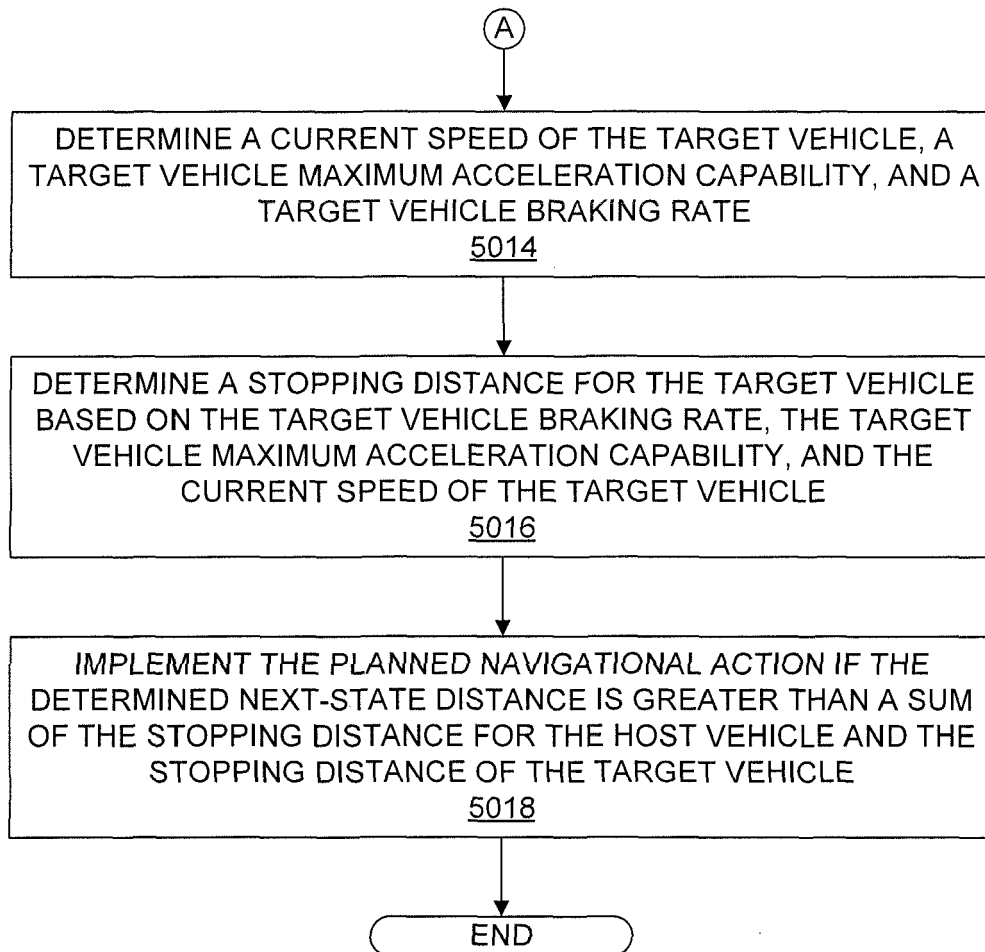 A
DETERMINE A CURRENT SPEED OF THE TARGET VEHICLE, A
TARGET VEHICLE MAXIMUM ACCELERATION CAPABILITY, AND A
TARGET VEHICLE BRAKING RATE
5014
DETERMINE A STOPPING DISTANCE FOR THE TARGET VEHICLE
BASED ON THE TARGET VEHICLE BRAKING RATE, THE TARGET
VEHICLE MAXIMUM ACCELERATION CAPABILITY, AND THE
CURRENT SPEED OF THE TARGET VEHICLE
5016
IMPLEMENT THE PLANNED NAVIGATIONAL ACTION IF THE
DETERMINED NEXT-STATE DISTANCE IS GREATER THAN A SUM
OF THE STOPPING DISTANCE FOR THE HOST VEHICLE AND THE
STOPPING DISTANCE OF THE TARGET VEHICLE
5018
END